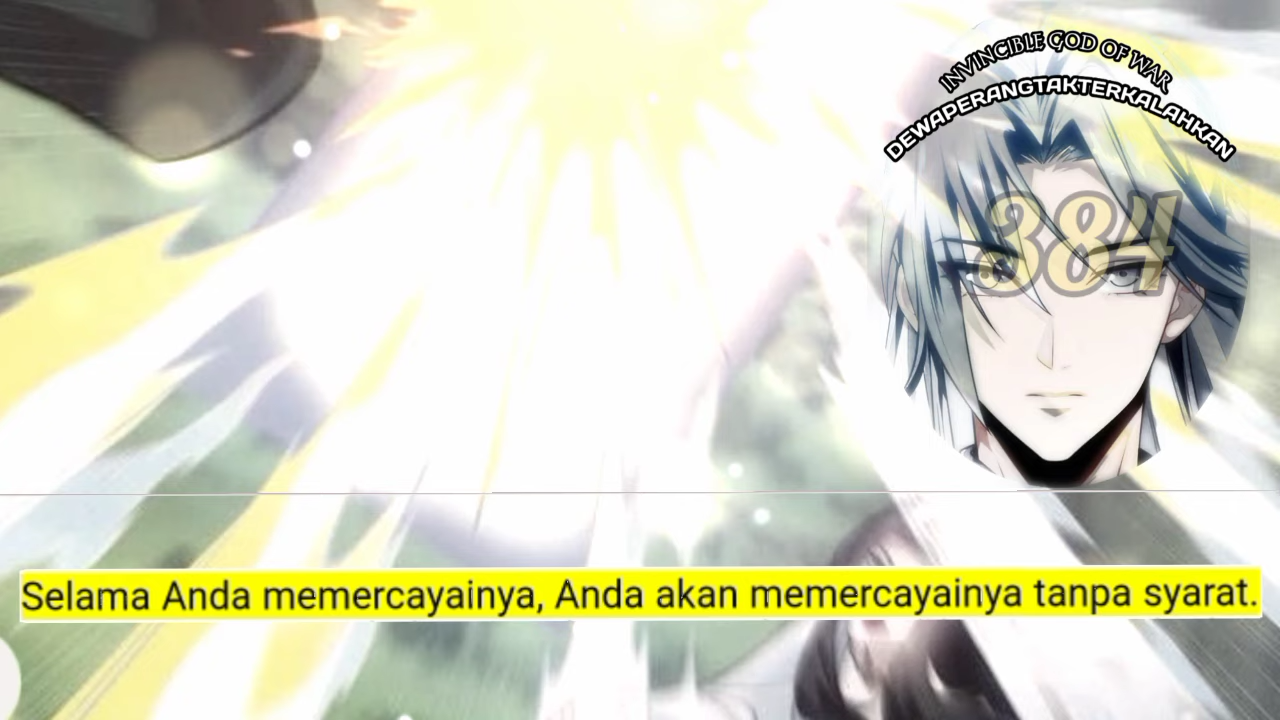 INVINCIBLE GOD OF WAR
DEWAPERANGTAKTERKALAHKAN
384
Selama Anda memercayainya, Anda akan memercayainya tanpa syarat.